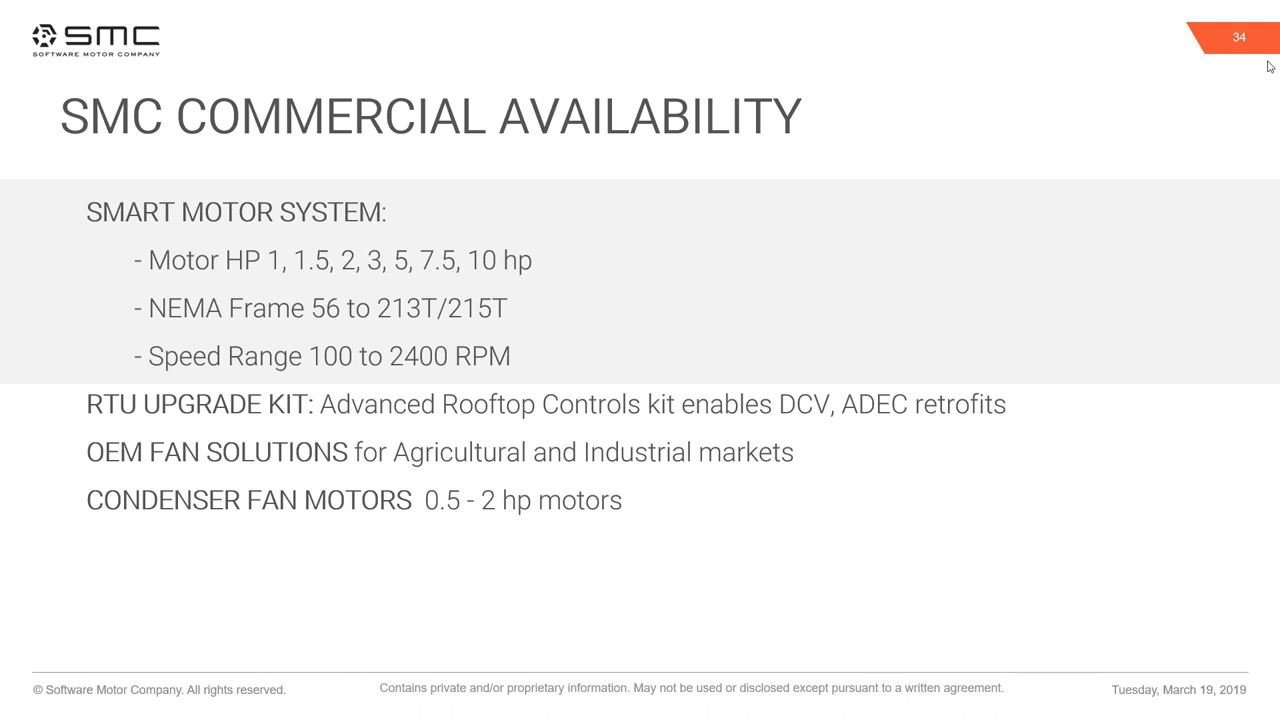 SMC
SOFTWARE MOTOR COMPANY
34
SMC COMMERCIAL AVAILABILITY
SMART MOTOR SYSTEM:
- Motor HP 1, 1.5, 2, 3, 5, 7.5, 10 hp
- NEMA Frame 56 to 213T/215T
- Speed Range 100 to 2400 RPM
RTU UPGRADE KIT: Advanced Rooftop Controls kit enables DCV, ADEC retrofits
OEM FAN SOLUTIONS for Agricultural and Industrial markets
CONDENSER FAN MOTORS 0.5 - 2 hp motors
© Software Motor Company. All rights reserved.
Contains private and/or proprietary information. May not be used or disclosed except pursuant to a written agreement.
Tuesday, March 19, 2019